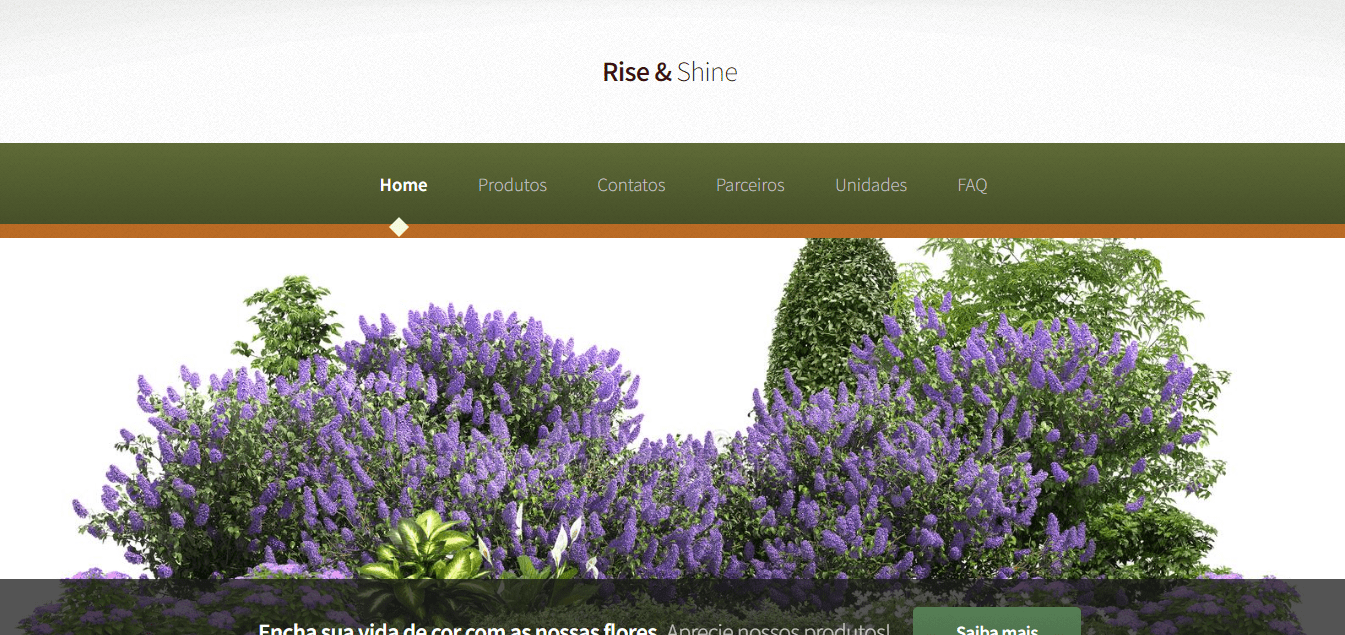 Rise & Shine
Home Produtos Contatos Parceiros Unidades FAQ
Encha sua vida de cor com as nossas flores. Aprecie nossos produtos! Saiba mais